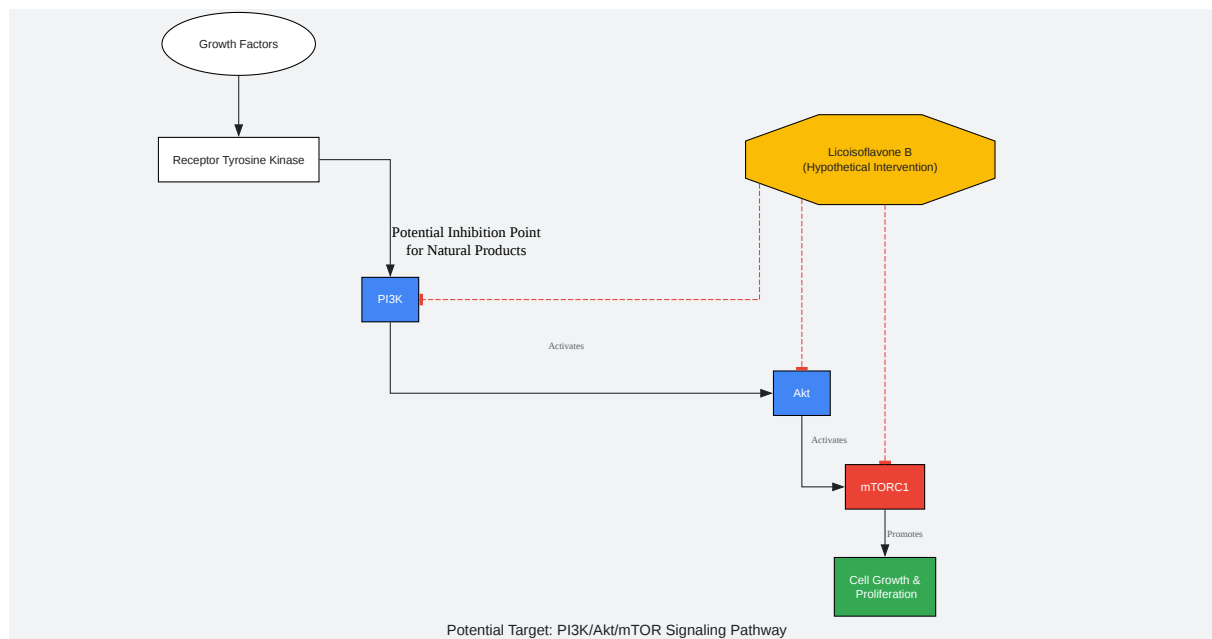 Growth Factors
Receptor Tyrosine Kinase
Licoisoflavone B
(Hypothetical Intervention)
Potential Inhibition Point
for Natural Products
PI3K
Activates
Akt
Activates
mTORC1
Promotes
Cell Growth &
Proliferation
Potential Target: PI3K/Akt/mTOR Signaling Pathway